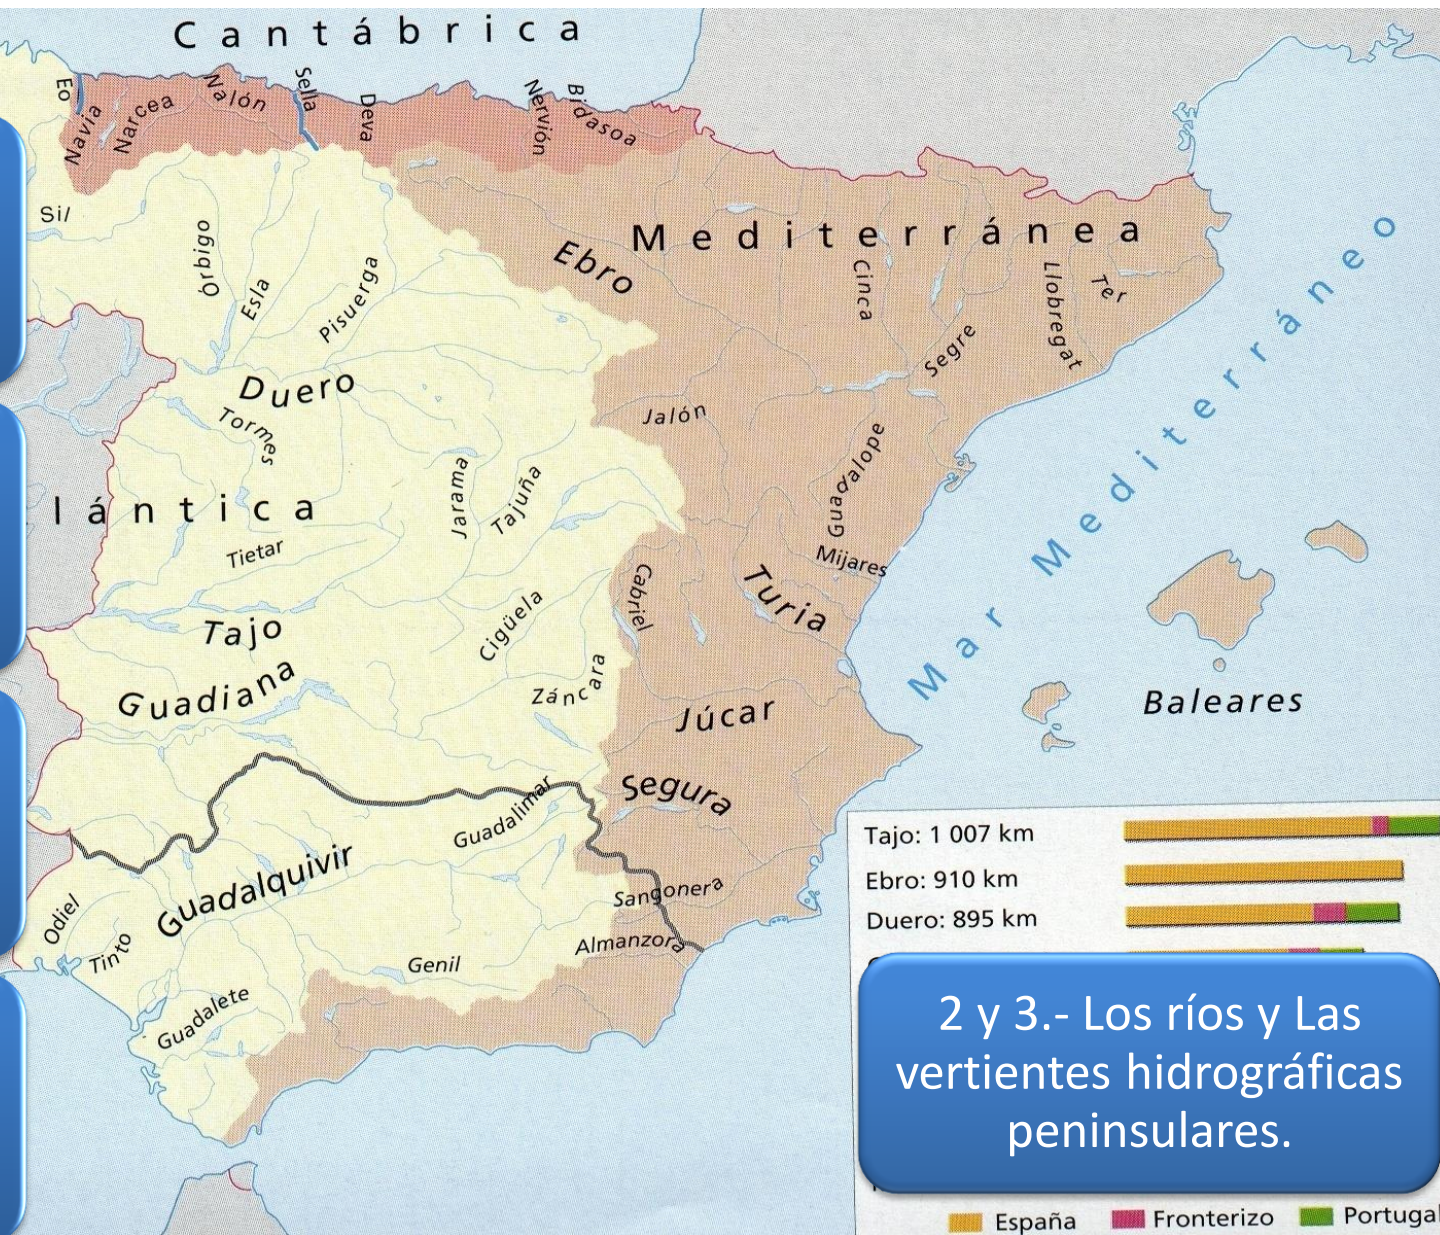 Cantábrica
Eo
Navia
Narcea
Nalón
Sella
Deva
Nervión
Bidasoa
Sil
Órbigo
Esla
Pisuerga
Ebro
Mediterránea
Cinca
Segre
Llobregat
Ter
Duero
Tormes
Jalón
Guadalope
Jarama
Tajuña
lántica
Tietar
Mijares
Turia
Cabriel
Mar Mediterráneo
Tajo
Cigüela
Guadiana
Záncara
Júcar
Baleares
Segura
Guadalimar
Guadalquivir
Sangonera
Odiel
Tinto
Almanzora
Genil
Guadalete
Tajo: 1 007 km
Ebro: 910 km
Duero: 895 km
2 y 3.- Los ríos y Las
vertientes hidrográficas
peninsulares.
España
Fronterizo
Portugal